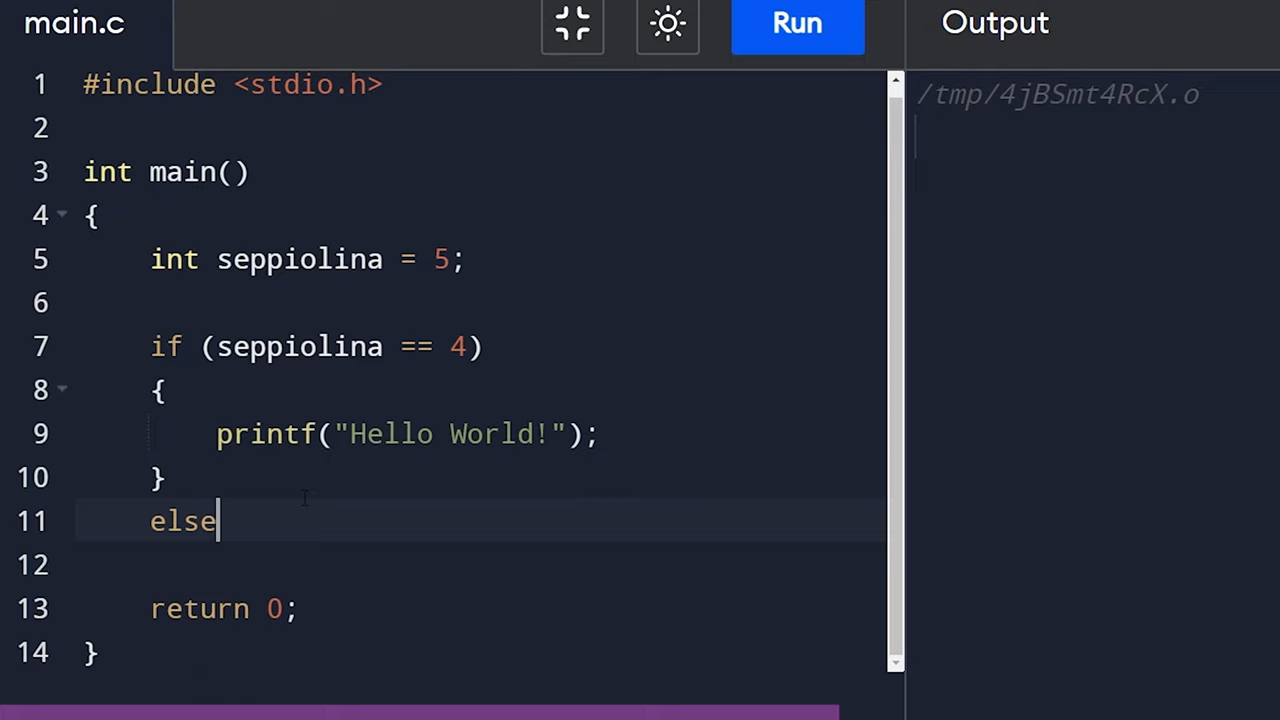 main.c
Run
Output
1 #include <stdio.h>
2
3 int main()
4 {
5     int seppiolina = 5;
6
7     if (seppiolina == 4)
8     {
9         printf("Hello World!");
10     }
11     else
12
13     return 0;
14 }
/tmp/4jBSmt4RcX.o